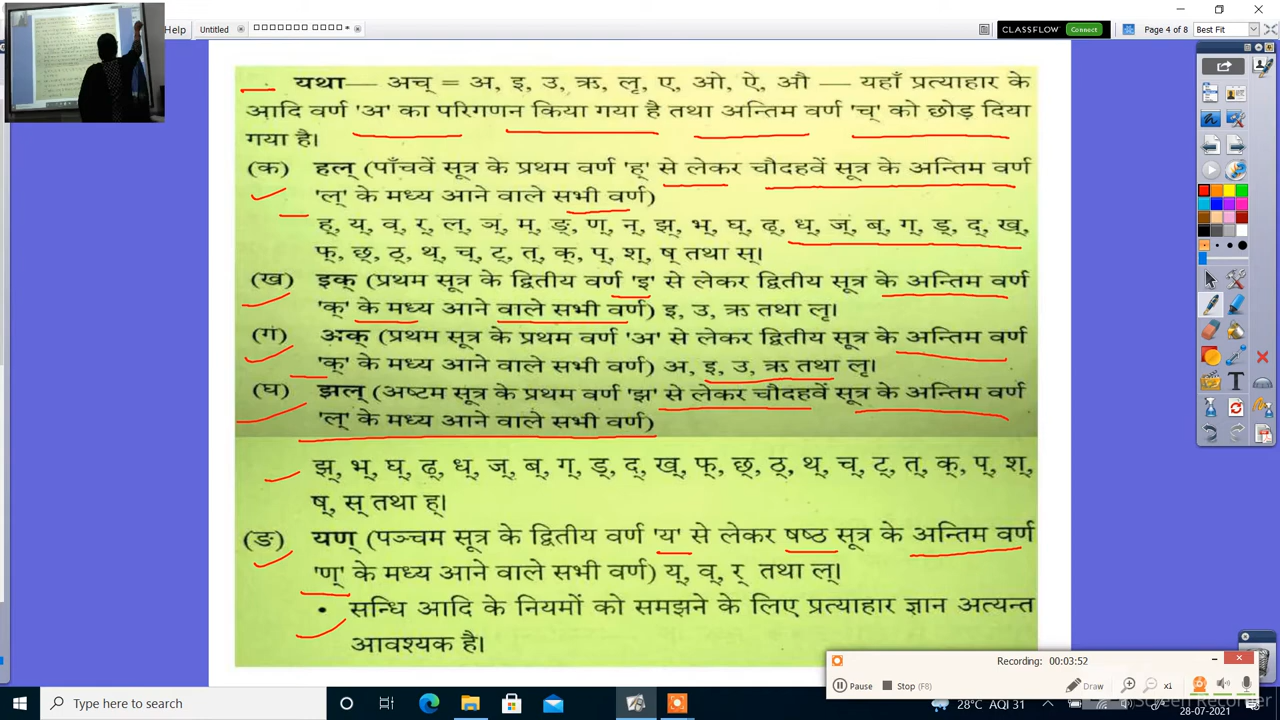 Help
Untitled
CLASSFLOW Connect
Page 4 of 8 Best Fit
यथा— अच् = अ, इ, उ, ऋ, लृ, ए, ओ, ऐ, औ — यहाँ प्रत्याहार के
आदि वर्ण 'अ' का परिगणन किया गया है तथा अन्तिम वर्ण 'च्' को छोड़ दिया
गया है।
(क) हल् (पाँचवें सूत्र के प्रथम वर्ण 'ह्' से लेकर चौदहवें सूत्र के अन्तिम वर्ण
'ल्' के मध्य आने वाले सभी वर्ण)
ह्, य्, व्, र्, ल्, ञ्, म्, ङ्, ण्, न्, झ्, भ्, घ्, ढ्, ध्, ज्, ब्, ग्, ड्, द्, ख्,
फ्, छ्, ठ्, थ्, च्, ट्, त्, क्, प्, श्, ष् तथा स्।
(ख) इक् (प्रथम सूत्र के द्वितीय वर्ण 'इ' से लेकर द्वितीय सूत्र के अन्तिम वर्ण
'क्' के मध्य आने वाले सभी वर्ण) इ, उ, ऋ तथा लृ।
(ग) अक् (प्रथम सूत्र के प्रथम वर्ण 'अ' से लेकर द्वितीय सूत्र के अन्तिम वर्ण
'क्' के मध्य आने वाले सभी वर्ण) अ, इ, उ, ऋ तथा लृ।
(घ) झल् (अष्टम सूत्र के प्रथम वर्ण 'झ' से लेकर चौदहवें सूत्र के अन्तिम वर्ण
'ल्' के मध्य आने वाले सभी वर्ण)
झ्, भ्, घ्, ढ्, ध्, ज्, ब्, ग्, ड्, द्, ख्, फ्, छ्, ठ्, थ्, च्, ट्, त्, क्, प्, श्,
ष्, स् तथा ह्।
(ङ) यण् (पञ्चम सूत्र के द्वितीय वर्ण 'य' से लेकर षष्ठ सूत्र के अन्तिम वर्ण
'ण्' के मध्य आने वाले सभी वर्ण) य्, व्, र् तथा ल्।
• सन्धि आदि के नियमों को समझने के लिए प्रत्याहार ज्ञान अत्यन्त
आवश्यक है।
Recording: 00:03:52
Pause Stop (F8) Draw x1
Type here to search
28°C AQI 31
28-07-2021